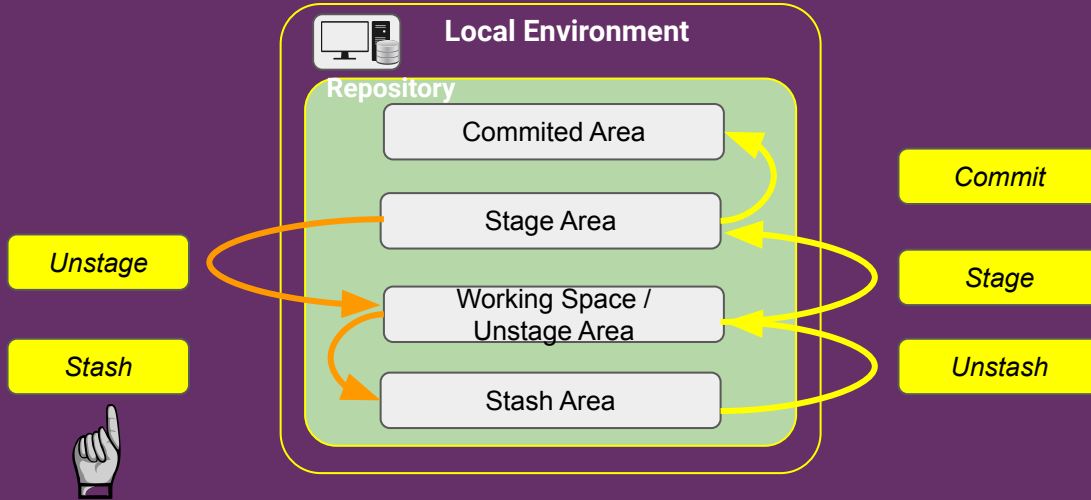 Local Environment
Repository
Commited Area
Commit
Stage Area
Unstage
Stage
Working Space /
Unstage Area
Stash
Unstash
Stash Area